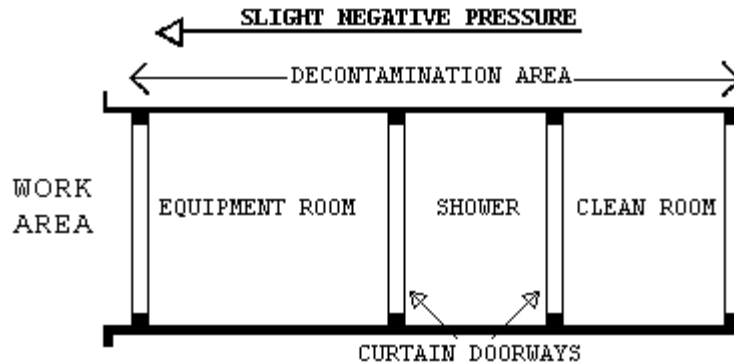 SLIGHT NEGATIVE PRESSURE
DECONTAMINATION AREA
WORK
AREA
EQUIPMENT ROOM
SHOWER
CLEAN ROOM
CURTAIN DOORWAYS